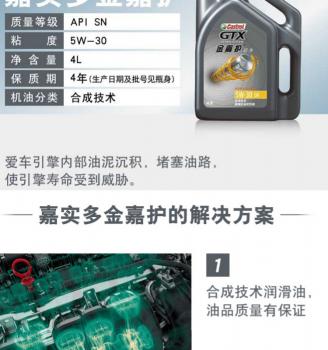 嘉实多金嘉护
质量等级 API SN
粘度 5W-30
净含量 4L
保质期 4年(生产日期及批号见瓶身)
机油分类 合成技术
Castrol
GTX
金嘉护
5W-30 SN
爱车引擎内部油泥沉积，堵塞油路，
使引擎寿命受到威胁。
嘉实多金嘉护的解决方案
1
合成技术润滑油，
油品质量有保证